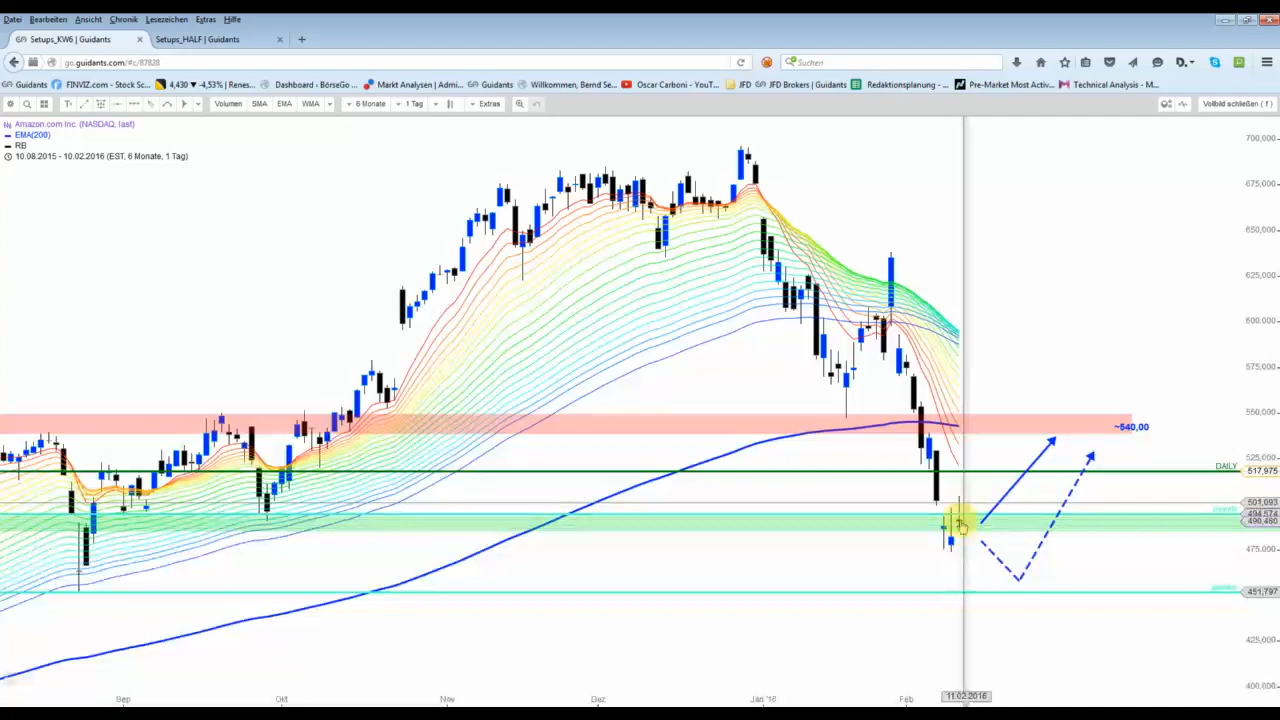 Datei Bearbeiten Ansicht Chronik Lesezeichen Extras Hilfe
Setups_KW6 | Guidants × Setups_HALF | Guidants × +
go.guidants.com/#c/87828 Suchen
Guidants FINVIZ.com - Stock Sc... 4,430 ▾ -4,53% | Renes... Dashboard - BörseGo... Markt Analysen | Admi... Guidants Willkommen, Bernd Se... Oscar Carboni - YouT... JFD JFD Brokers | Guidants Redaktionsplanung - ... Pre-Market Most Activ... Technical Analysis - M...
Volumen SMA EMA WMA 6 Monate 1 Tag Extras Vollbild schließen ( f )
Amazon.com Inc. (NASDAQ, last)
EMA(200)
RB
10.08.2015 - 10.02.2016 (EST, 6 Monate, 1 Tag)
700,000
675,000
650,000
625,000
600,000
575,000
550,000
~540,00
525,000
DAILY
517,975
501,093
494,574
490,480
475,000
451,797
425,000
400,000
Sep Okt Nov Dez Jan '16 Feb 11.02.2016